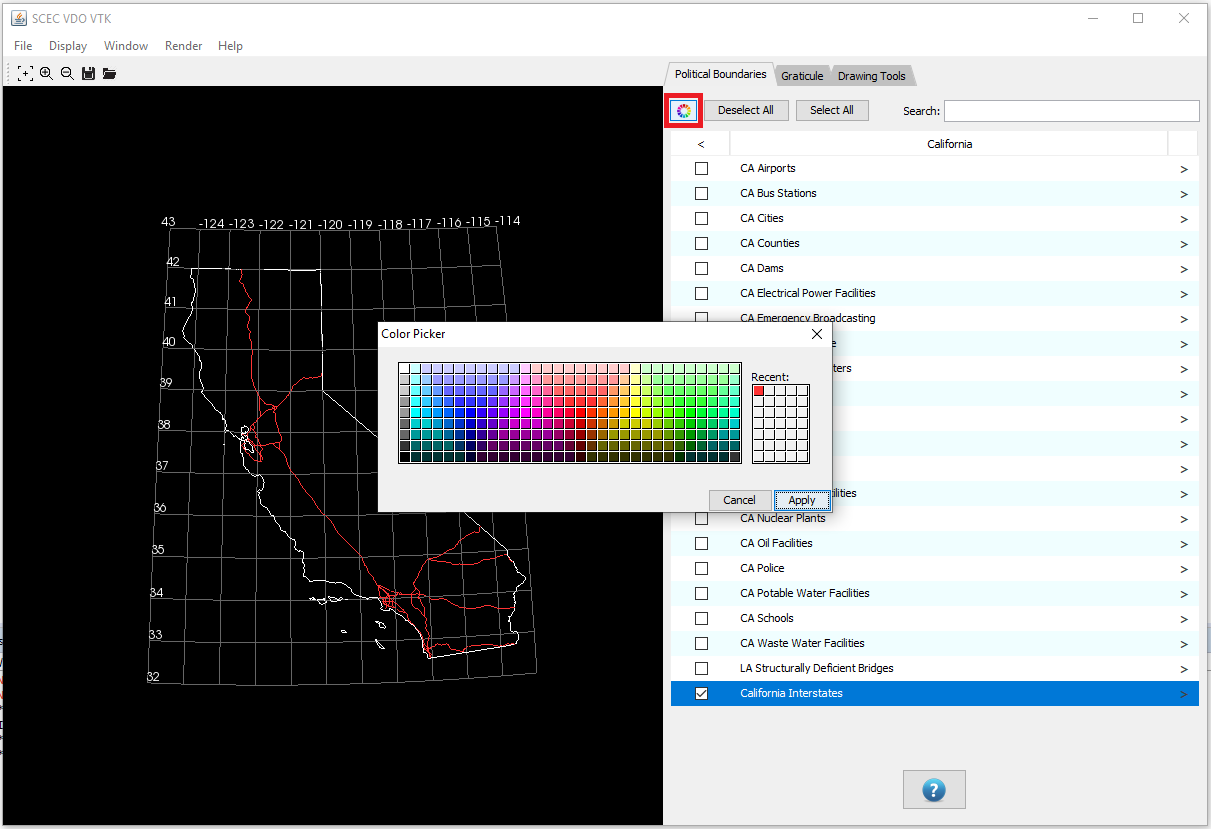 SCEC VDO VTK
File Display Window Render Help
Political Boundaries Graticule Drawing Tools
Deselect All Select All Search:
< California
CA Airports >
CA Bus Stations >
CA Cities >
CA Counties >
CA Dams >
CA Electrical Power Facilities >
CA Emergency Broadcasting >
e >
ters >
>
>
>
>
ilities >
CA Nuclear Plants >
CA Oil Facilities >
CA Police >
CA Potable Water Facilities >
CA Schools >
CA Waste Water Facilities >
LA Structurally Deficient Bridges >
California Interstates >
?
43 -124 -123 -122 -121 -120 -119 -118 -117 -116 -115 -114
42
41
40
39
38
37
36
35
34
33
32
Color Picker
Recent:
Cancel Apply